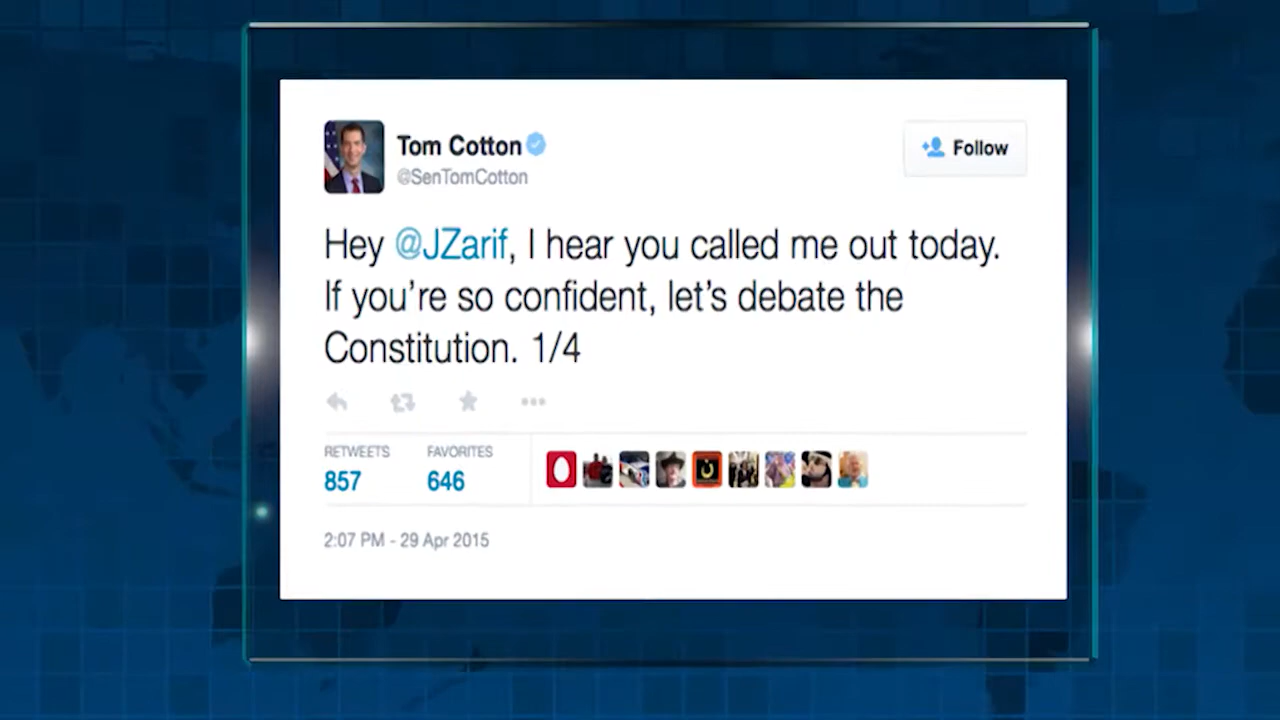 Tom Cotton
@SenTomCotton
Follow
Hey @JZarif, I hear you called me out today.
If you’re so confident, let’s debate the
Constitution. 1/4
RETWEETS FAVORITES
857 646
2:07 PM - 29 Apr 2015